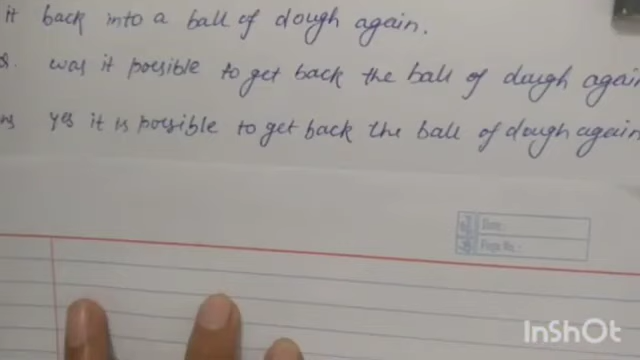 it back into a ball of dough again.
Q. was it possible to get back the ball of dough again
ns yes it is possible to get back the ball of dough again
Date:
Page No.:
InShOt